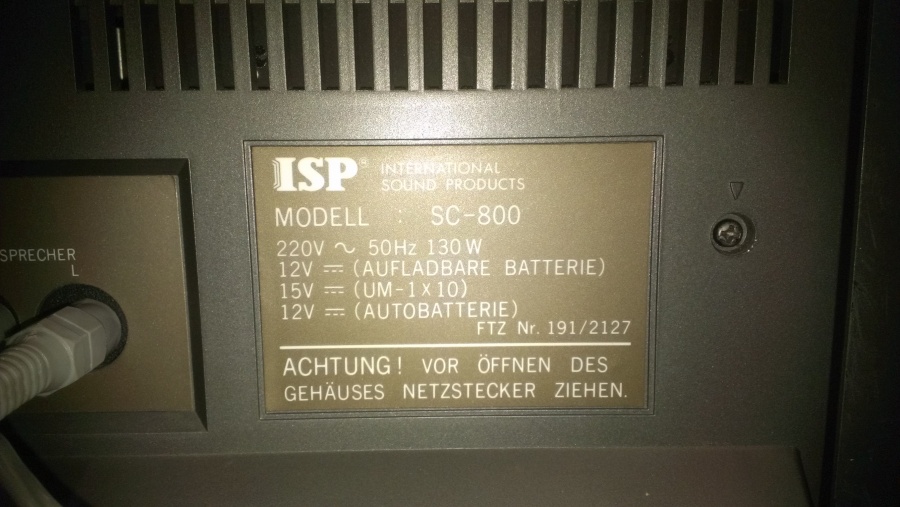 SPRECHER
L
ISP® INTERNATIONAL
SOUND PRODUCTS
MODELL : SC-800
220V ~ 50Hz 130W
12V ⎓ (AUFLADBARE BATTERIE)
15V ⎓ (UM-1×10)
12V ⎓ (AUTOBATTERIE)
FTZ Nr. 191/2127
ACHTUNG! VOR ÖFFNEN DES
GEHÄUSES NETZSTECKER ZIEHEN.